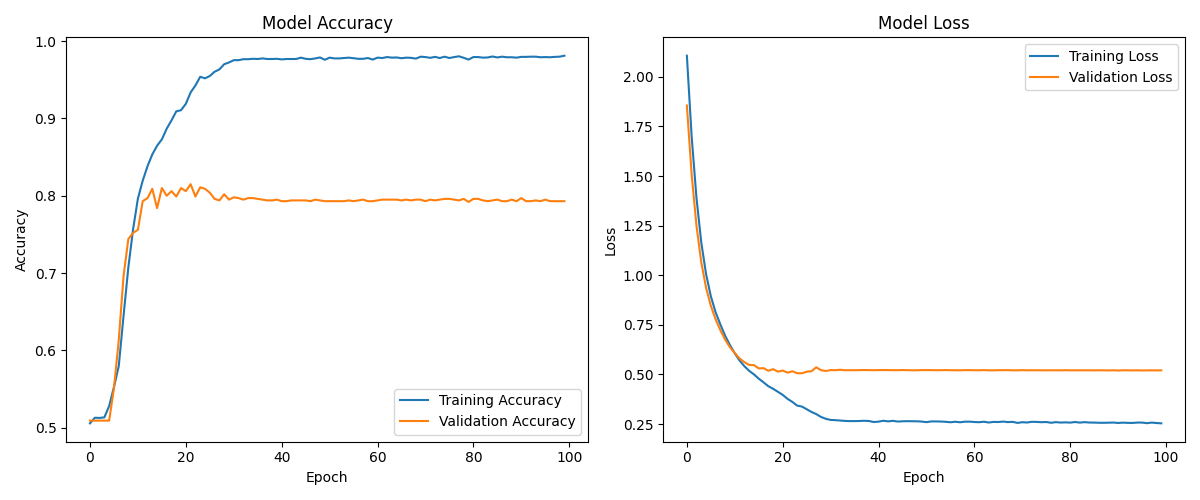 Model Accuracy
1.0
0.9
0.8
0.7
0.6
0.5
Accuracy
0
20
40
60
80
100
Epoch
Training Accuracy
Validation Accuracy
Model Loss
2.00
1.75
1.50
1.25
1.00
0.75
0.50
0.25
Loss
0
20
40
60
80
100
Epoch
Training Loss
Validation Loss